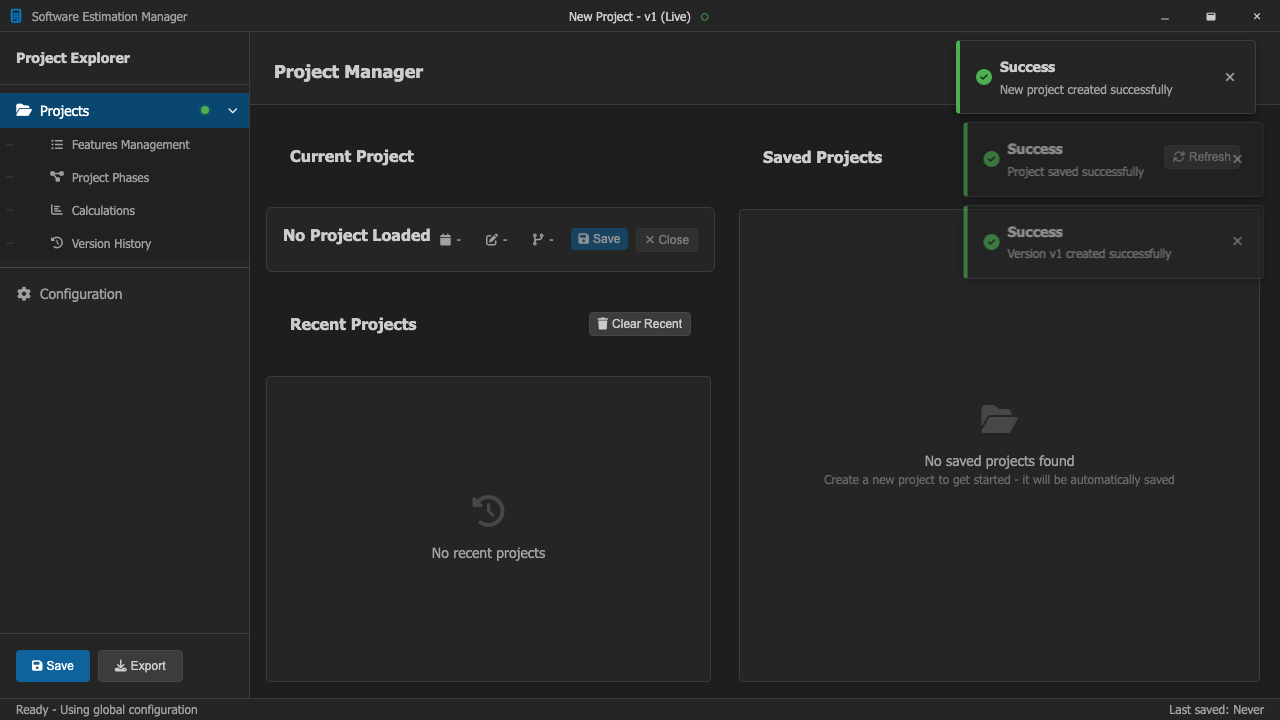 Software Estimation Manager
New Project - v1 (Live)
Project Explorer
Projects
Features Management
Project Phases
Calculations
Version History
Configuration
Save
Export
Project Manager
Current Project
No Project Loaded
-
-
-
Save
Close
Recent Projects
Clear Recent
No recent projects
Saved Projects
Refresh
No saved projects found
Create a new project to get started - it will be automatically saved
Success
New project created successfully
Success
Project saved successfully
Success
Version v1 created successfully
Ready - Using global configuration
Last saved: Never